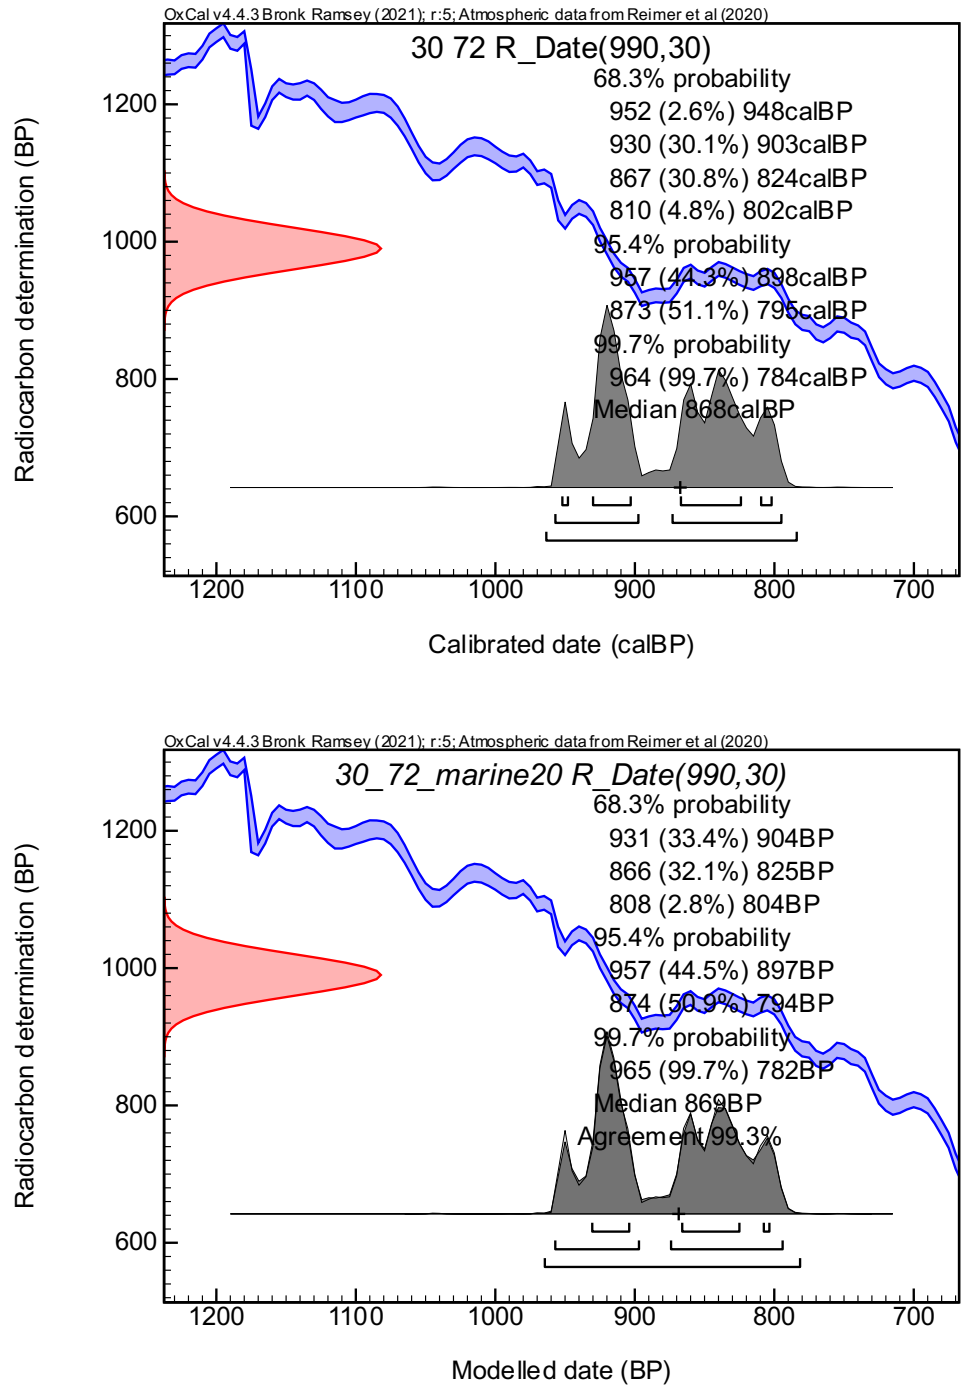 OxCal v4.4.3 Bronk Ramsey (2021); r:5; Atmospheric data from Reimer et al (2020)
30 72 R_Date(990,30)
68.3% probability
952 (2.6%) 948calBP
930 (30.1%) 903calBP
867 (30.8%) 824calBP
810 (4.8%) 802calBP
95.4% probability
957 (44.3%) 898calBP
873 (51.1%) 795calBP
99.7% probability
964 (99.7%) 784calBP
Median 868calBP
Radiocarbon determination (BP)
1200
1000
800
600
1200 1100 1000 900 800 700
Calibrated date (calBP)
OxCal v4.4.3 Bronk Ramsey (2021); r:5; Atmospheric data from Reimer et al (2020)
30_72_marine20 R_Date(990,30)
68.3% probability
931 (33.4%) 904BP
866 (32.1%) 825BP
808 (2.8%) 804BP
95.4% probability
957 (44.5%) 897BP
874 (50.9%) 794BP
99.7% probability
965 (99.7%) 782BP
Median 869BP
Agreement 99.3%
Radiocarbon determination (BP)
1200
1000
800
600
1200 1100 1000 900 800 700
Modelled date (BP)